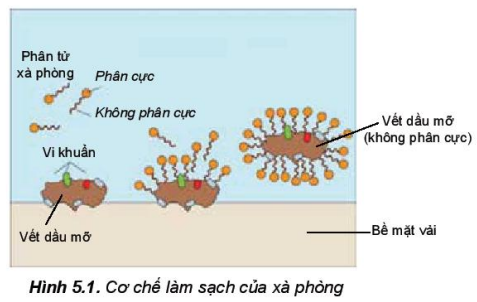 Phân tử
xà phòng
Phân cực
Không phân cực
Vi khuẩn
Vết dầu mỡ
(không phân cực)
Vết dầu mỡ
Bề mặt vải
Hình 5.1. Cơ chế làm sạch của xà phòng